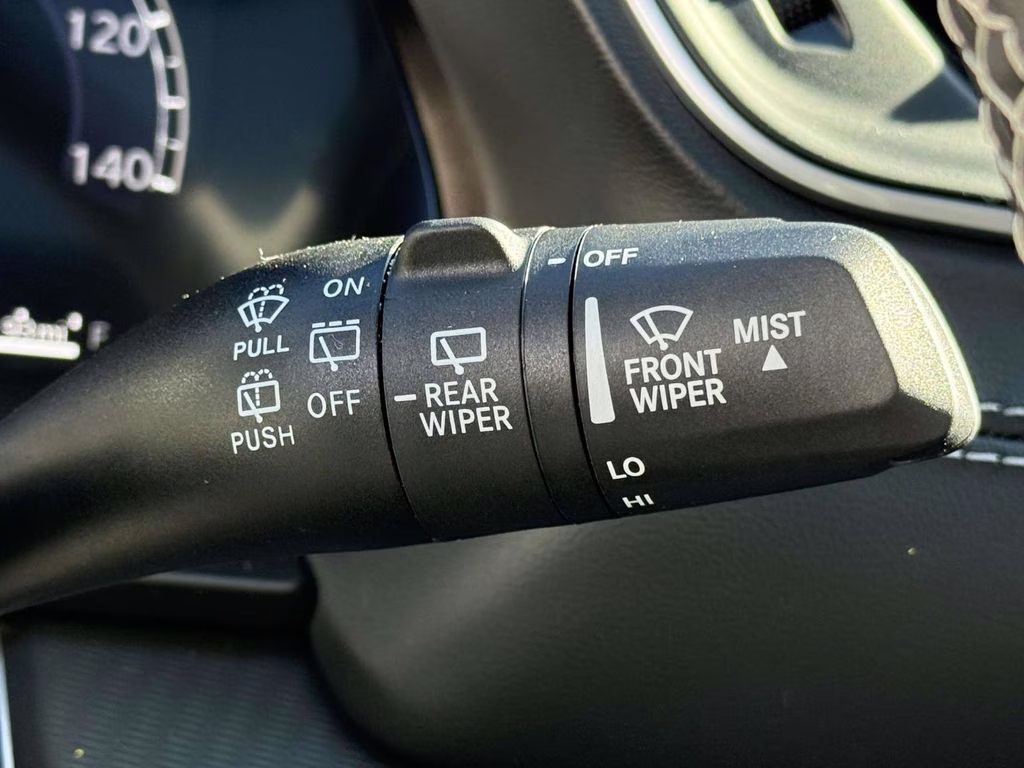 120
140
PULL
PUSH
ON
OFF
REAR
WIPER
OFF
FRONT
WIPER
MIST
LO
HI
F